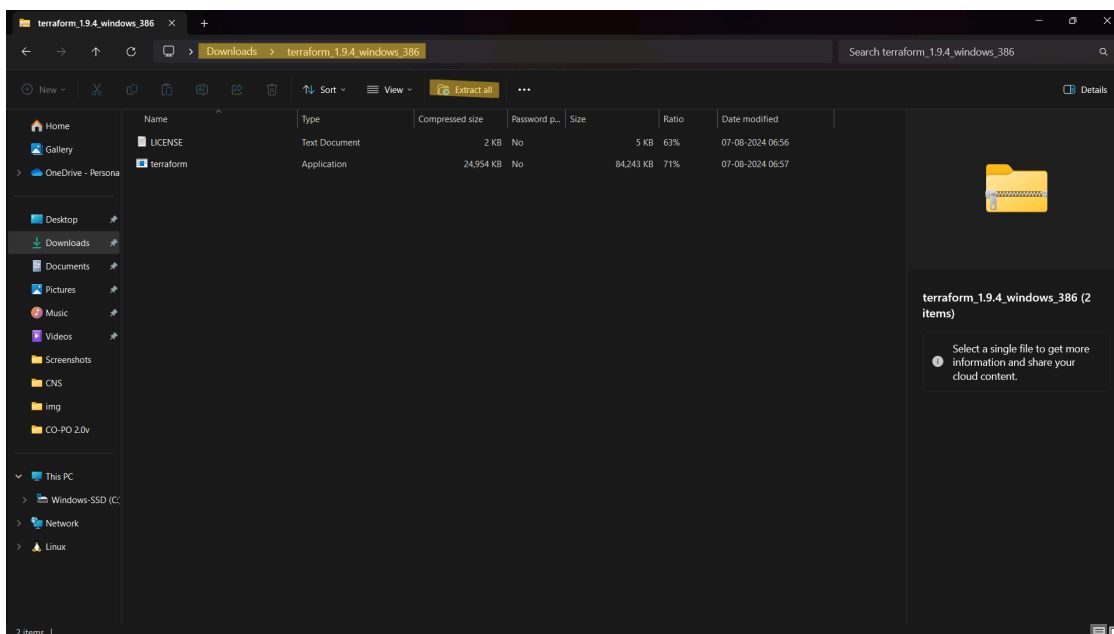 terraform_1.9.4_windows_386
Downloads > terraform_1.9.4_windows_386
Search terraform_1.9.4_windows_386
New Sort View Extract all ... Details
Name Type Compressed size Password p... Size Ratio Date modified
LICENSE Text Document 2 KB No 5 KB 63% 07-08-2024 06:56
terraform Application 24,954 KB No 84,243 KB 71% 07-08-2024 06:57
Home
Gallery
OneDrive - Persona
Desktop
Downloads
Documents
Pictures
Music
Videos
Screenshots
CNS
img
CO-PO 2.0v
This PC
Windows-SSD (C:
Network
Linux
terraform_1.9.4_windows_386 (2
items)
Select a single file to get more
information and share your
cloud content.
2 items